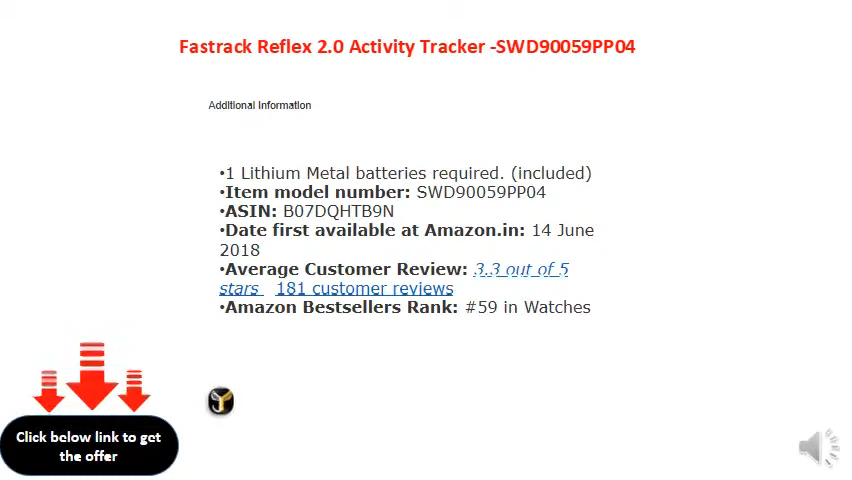 Fastrack Reflex 2.0 Activity Tracker -SWD90059PP04
Additional Information
•1 Lithium Metal batteries required. (included)
•Item model number: SWD90059PP04
•ASIN: B07DQHTB9N
•Date first available at Amazon.in: 14 June
2018
•Average Customer Review: 3.3 out of 5
stars 181 customer reviews
•Amazon Bestsellers Rank: #59 in Watches
Click below link to get
the offer